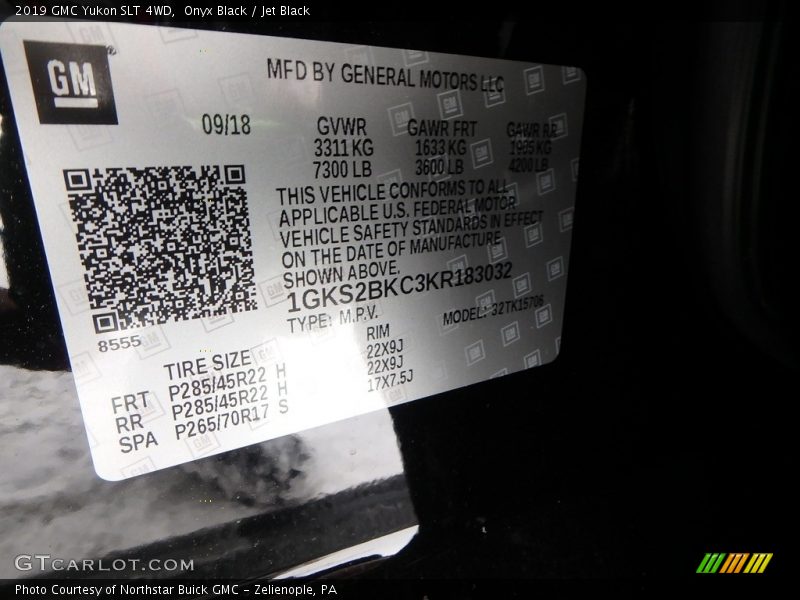 2019 GMC Yukon SLT 4WD,  Onyx Black / Jet Black
GM
MFD BY GENERAL MOTORS LLC
09/18
GVWR GAWR FRT GAWR RR
3311 KG 1633 KG 1905 KG
7300 LB 3600 LB 4200 LB
THIS VEHICLE CONFORMS TO ALL
APPLICABLE U.S. FEDERAL MOTOR
VEHICLE SAFETY STANDARDS IN EFFECT
ON THE DATE OF MANUFACTURE
SHOWN ABOVE.
1GKS2BKC3KR183032
TYPE: M.P.V. MODEL: 32TK15706
8555
TIRE SIZE RIM
FRT P285/45R22 H 22X9J
RR P285/45R22 H 22X9J
SPA P265/70R17 S 17X7.5J
GTCARLOT.COM
Photo Courtesy of Northstar Buick GMC - Zelienople, PA